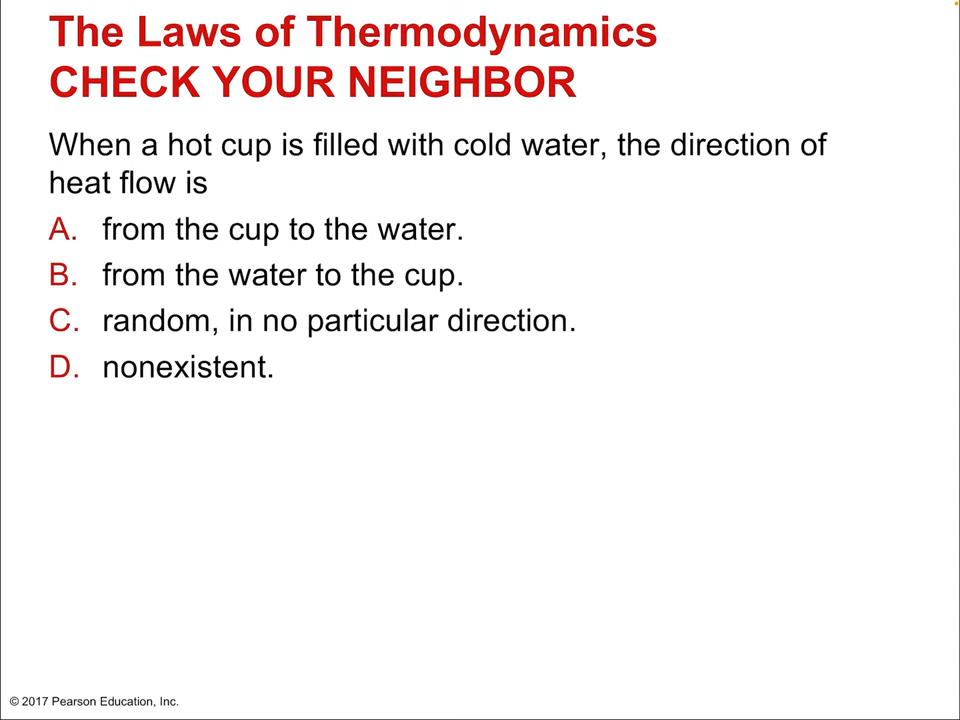 The Laws of Thermodynamics
CHECK YOUR NEIGHBOR
When a hot cup is filled with cold water, the direction of
heat flow is
A. from the cup to the water.
B. from the water to the cup.
C. random, in no particular direction.
D. nonexistent.
© 2017 Pearson Education, Inc.